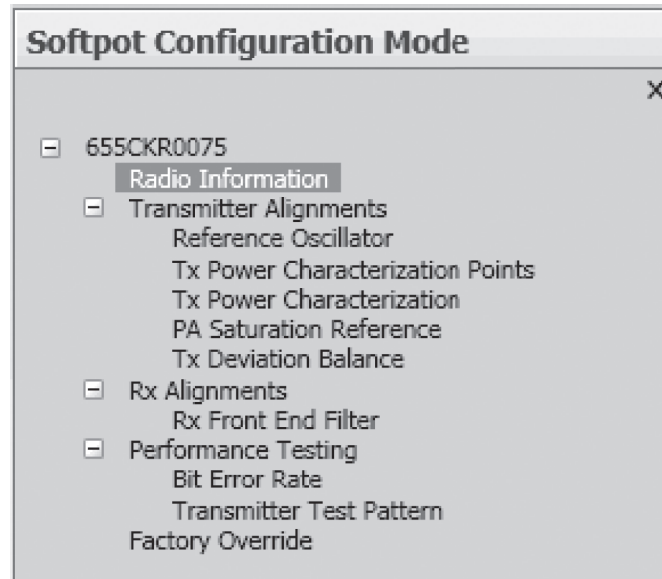 Softpot Configuration Mode
X
655CKR0075
Radio Information
Transmitter Alignments
Reference Oscillator
Tx Power Characterization Points
Tx Power Characterization
PA Saturation Reference
Tx Deviation Balance
Rx Alignments
Rx Front End Filter
Performance Testing
Bit Error Rate
Transmitter Test Pattern
Factory Override